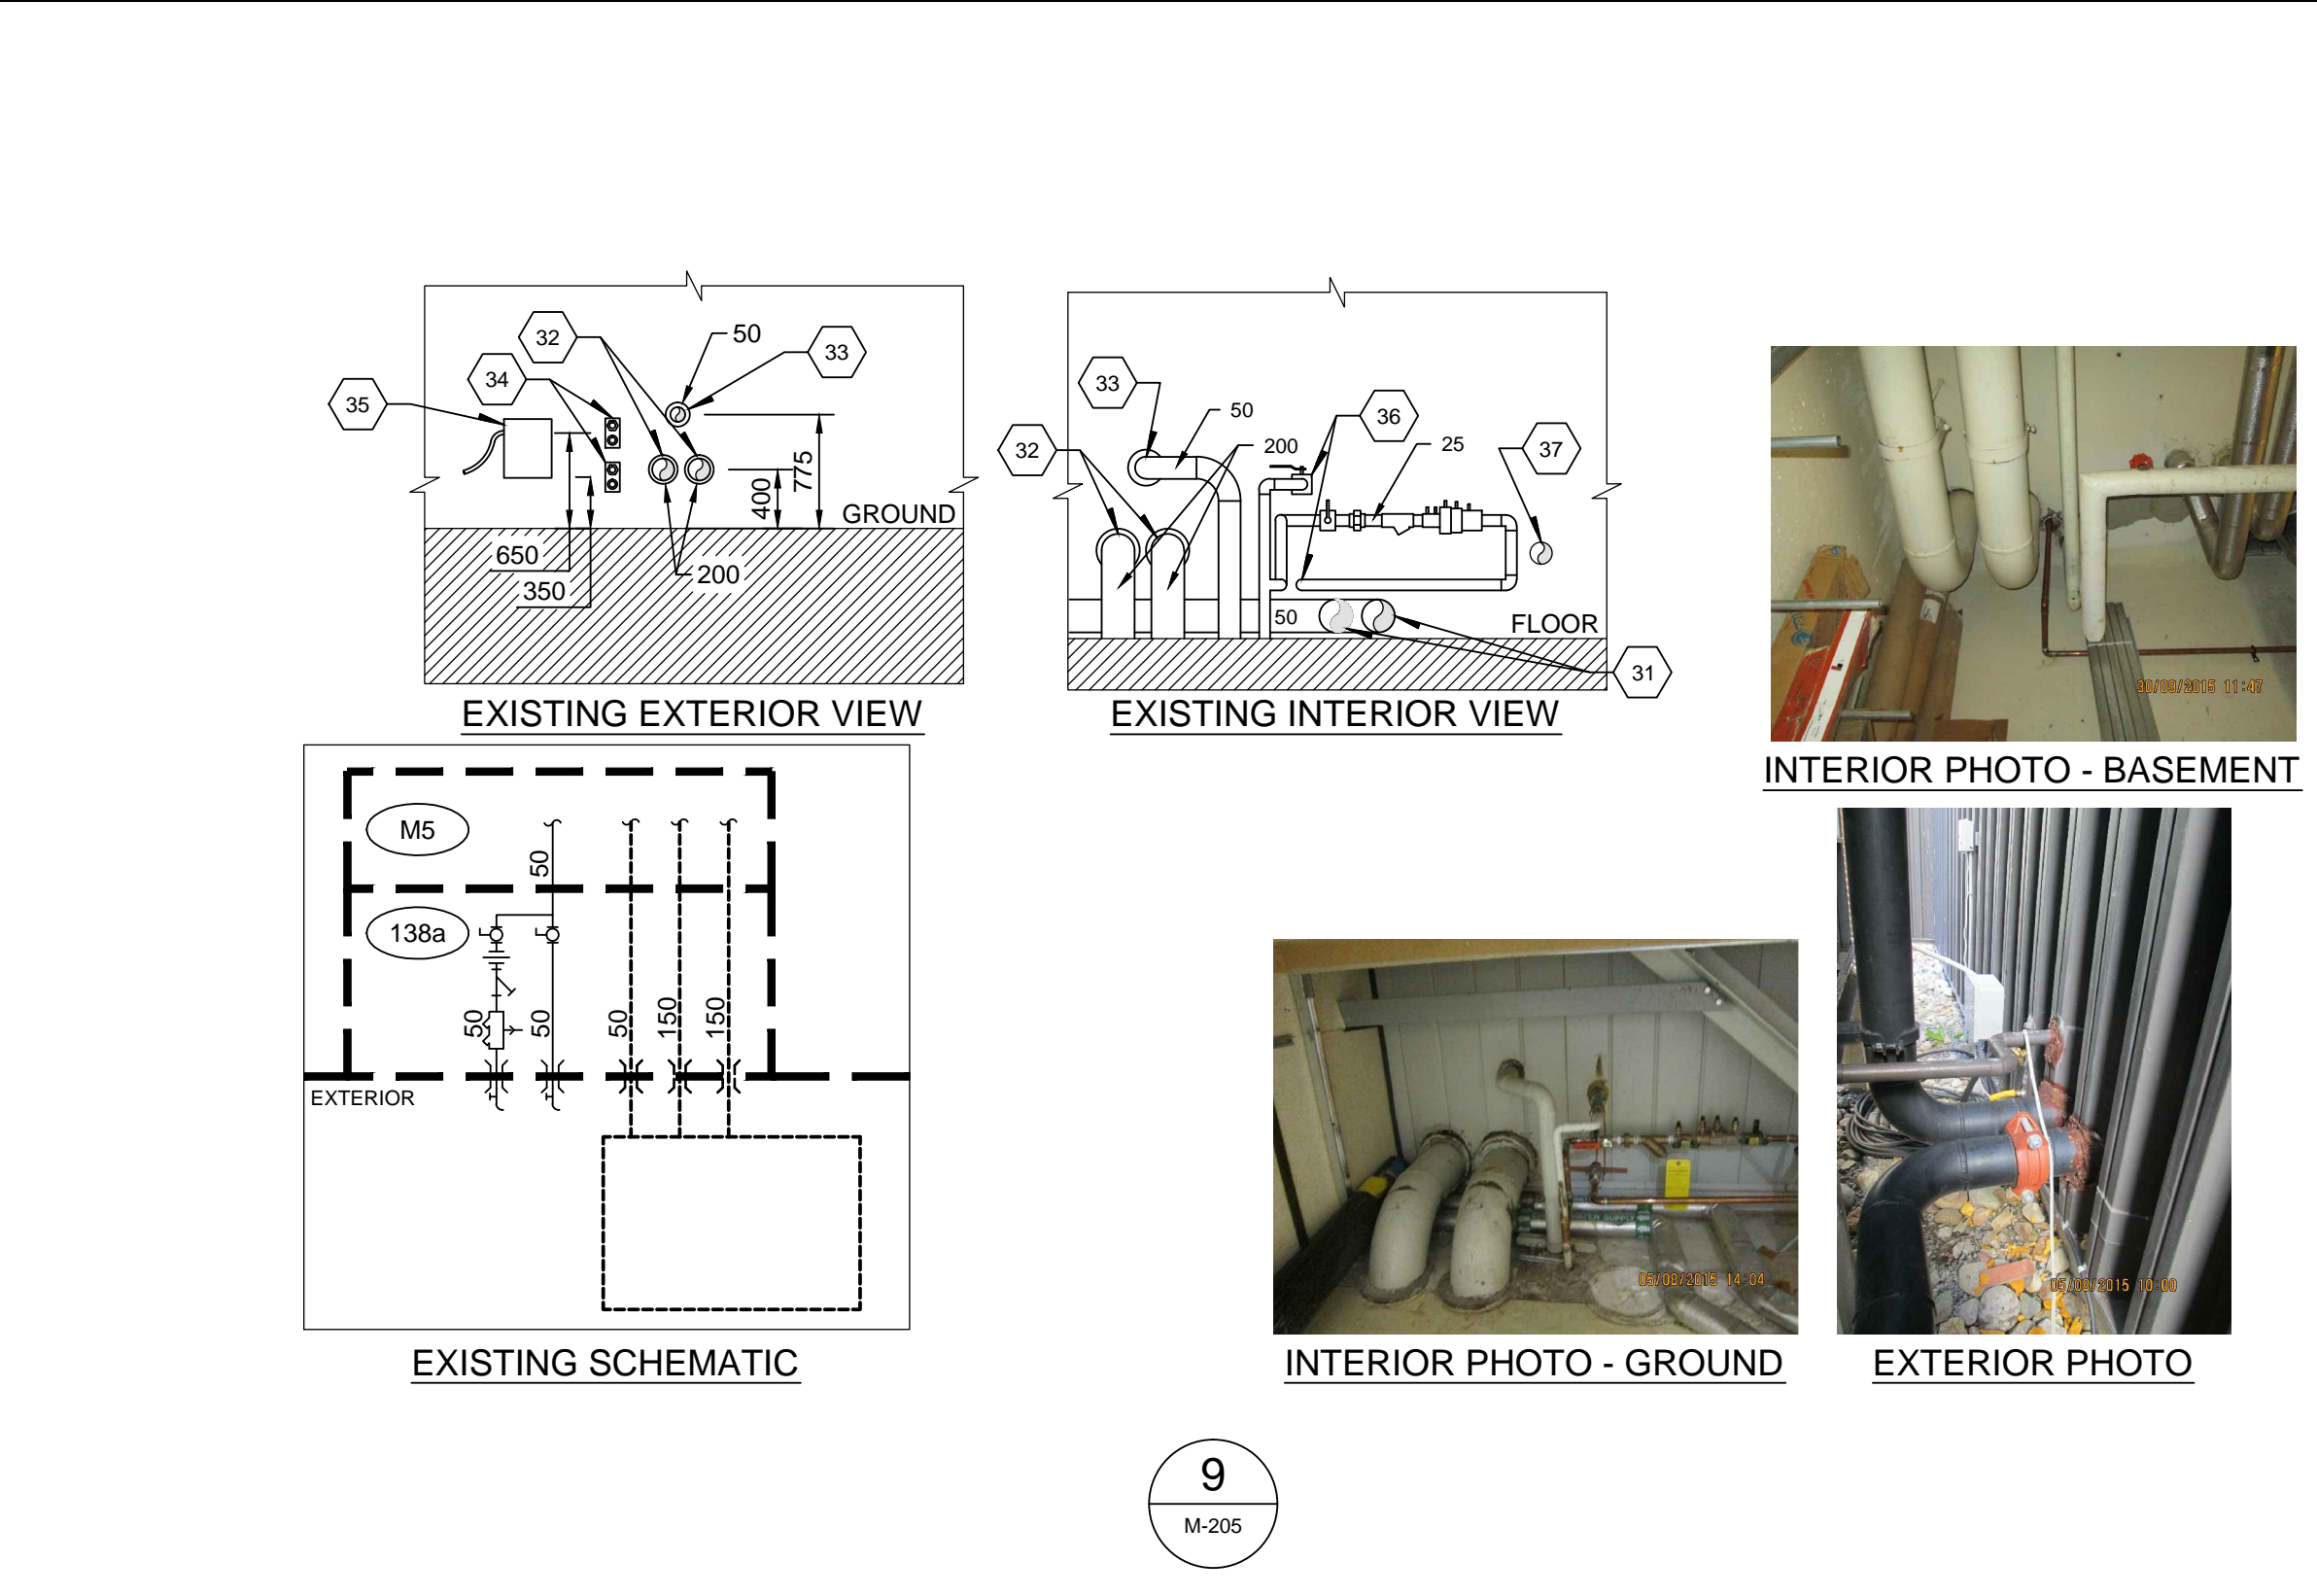 32
50
33
34
35
775
400
GROUND
650
200
350
EXISTING EXTERIOR VIEW
33
50
36
32
200
25
37
50
FLOOR
31
EXISTING INTERIOR VIEW
30/09/2015 11:47
INTERIOR PHOTO - BASEMENT
M5
50
138a
50
50
50
150
150
EXTERIOR
EXISTING SCHEMATIC
SUPPLY
05/08/2015 14:04
INTERIOR PHOTO - GROUND
05/08/2015 10:00
EXTERIOR PHOTO
9
M-205